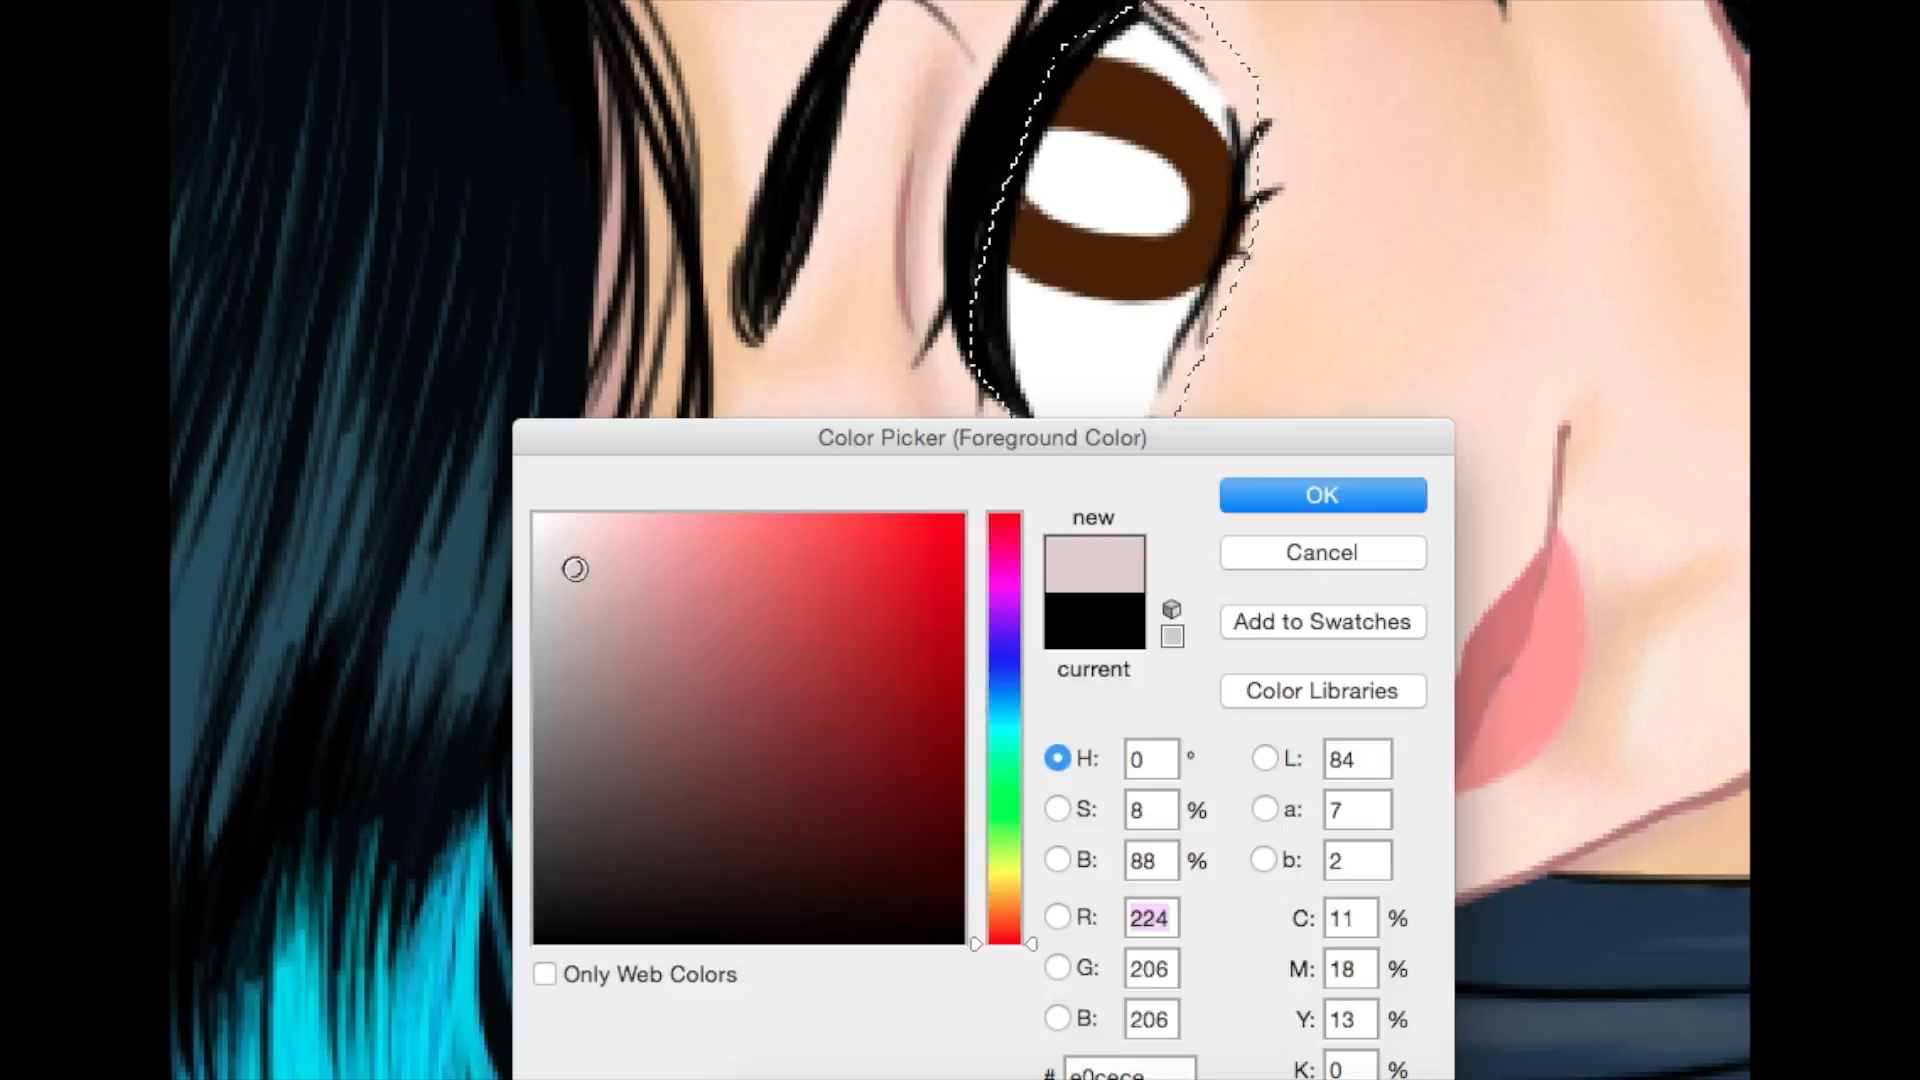 Color Picker (Foreground Color)
OK
new
Cancel
Add to Swatches
current
Color Libraries
H: 0 °
L: 84
S: 8 %
a: 7
B: 88 %
b: 2
R: 224
C: 11 %
G: 206
M: 18 %
Only Web Colors
B: 206
Y: 13 %
# e0cece
K: 0 %